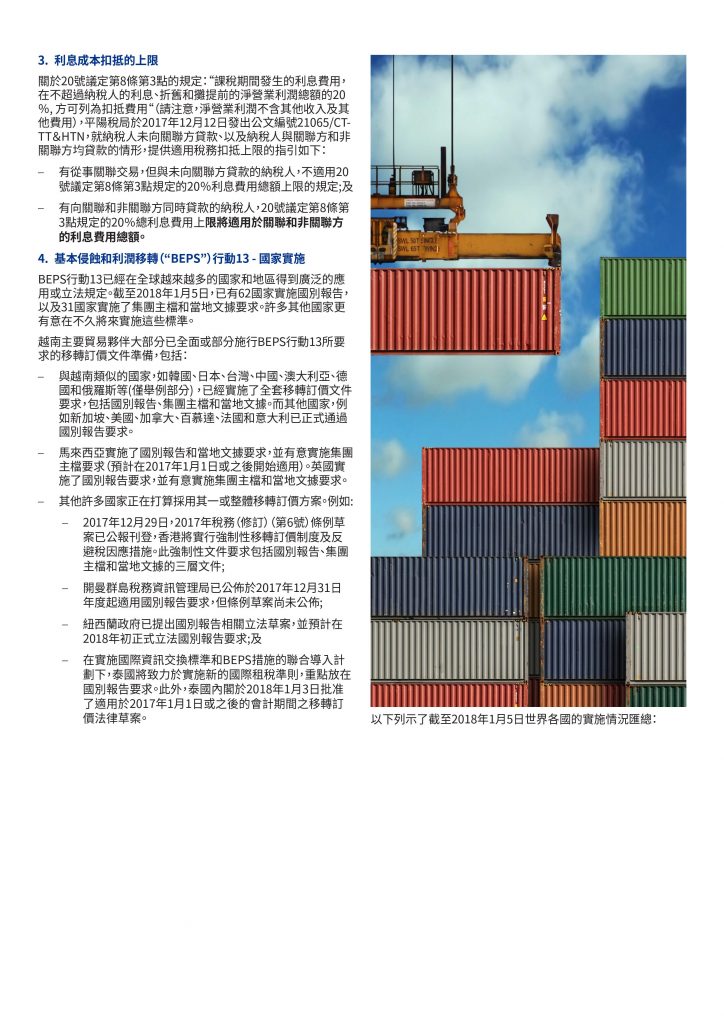 3. 利息成本扣抵的上限
關於20號議定第8條第3點的規定：“課稅期間發生的利息費用，
在不超過納稅人的利息、折舊和攤提前的淨營業利潤總額的20
%, 方可列為扣抵費用“（請注意，淨營業利潤不含其他收入及其
他費用），平陽稅局於2017年12月12日發出公文編號21065/CT-
TT&HTN，就納稅人未向關聯方貸款、以及納稅人與關聯方和非
關聯方均貸款的情形，提供適用稅務扣抵上限的指引如下：
– 有從事關聯交易，但與未向關聯方貸款的納稅人，不適用20
號議定第8條第3點規定的20%利息費用總額上限的規定;及
– 有向關聯和非關聯方同時貸款的納稅人，20號議定第8條第
3點規定的20%總利息費用上限將適用於關聯和非關聯方
的利息費用總額。
4. 基本侵蝕和利潤移轉（“BEPS”）行動13 - 國家實施
BEPS行動13已經在全球越來越多的國家和地區得到廣泛的應
用或立法規定。截至2018年1月5日，已有62國家實施國別報告，
以及31國家實施了集團主檔和當地文據要求。許多其他國家更
有意在不久將來實施這些標準。
越南主要貿易夥伴大部分已全面或部分施行BEPS行動13所要
求的移轉訂價文件準備，包括：
– 與越南類似的國家，如韓國、日本、台灣、中國、澳大利亞、德
國和俄羅斯等(僅舉例部分) ，已經實施了全套移轉訂價文件
要求，包括國別報告、集團主檔和當地文據。而其他國家，例
如新加坡、美國、加拿大、百慕達、法國和意大利已正式通過
國別報告要求。
– 馬來西亞實施了國別報告和當地文據要求，並有意實施集團
主檔要求（預計在2017年1月1日或之後開始適用）。英國實
施了國別報告要求，並有意實施集團主檔和當地文據要求。
– 其他許多國家正在打算採用其一或整體移轉訂價方案。例如:
– 2017年12月29日，2017年稅務（修訂）（第6號）條例草
案已公報刊登，香港將實行強制性移轉訂價制度及反
避稅因應措施。此強制性文件要求包括國別報告、集團
主檔和當地文據的三層文件;
– 開曼群島稅務資訊管理局已公佈於2017年12月31日
年度起適用國別報告要求，但條例草案尚未公佈;
– 紐西蘭政府已提出國別報告相關立法草案，並預計在
2018年初正式立法國別報告要求;及
– 在實施國際資訊交換標準和BEPS措施的聯合導入計
劃下，泰國將致力於實施新的國際租稅準則，重點放在
國別報告要求。此外，泰國內閣於2018年1月3日批准
了適用於2017年1月1日或之後的會計期間之移轉訂
價法律草案。
以下列示了截至2018年1月5日世界各國的實施情況匯總：